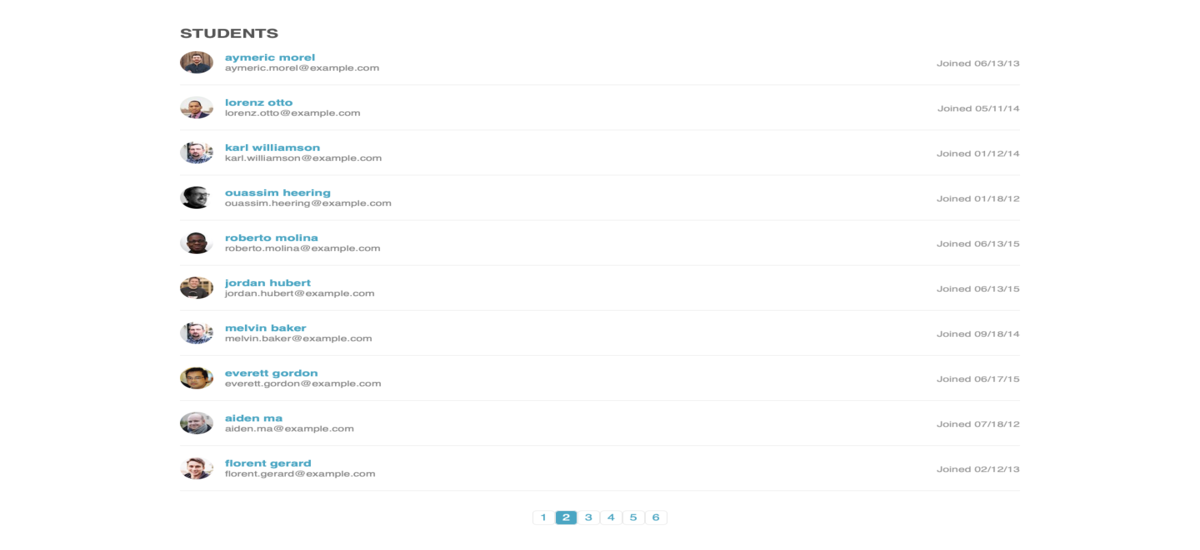 STUDENTS
aymeric morel
aymeric.morel@example.com
Joined 06/13/13
lorenz otto
lorenz.otto@example.com
Joined 05/11/14
karl williamson
karl.williamson@example.com
Joined 01/12/14
ouassim heering
ouassim.heering@example.com
Joined 01/18/12
roberto molina
roberto.molina@example.com
Joined 06/13/15
jordan hubert
jordan.hubert@example.com
Joined 06/13/15
melvin baker
melvin.baker@example.com
Joined 09/18/14
everett gordon
everett.gordon@example.com
Joined 06/17/15
aiden ma
aiden.ma@example.com
Joined 07/18/12
florent gerard
florent.gerard@example.com
Joined 02/12/13
1 2 3 4 5 6